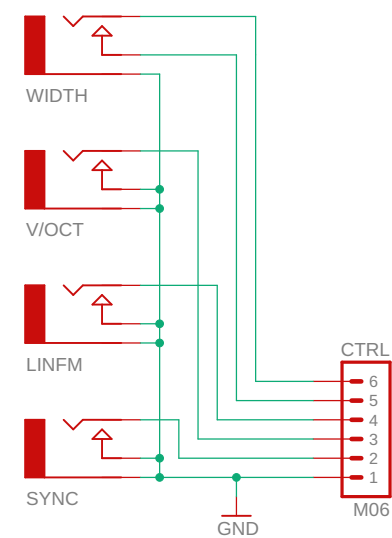 WIDTH
V/OCT
LINFM
CTRL
6
5
4
3
2
1
SYNC
M06
GND